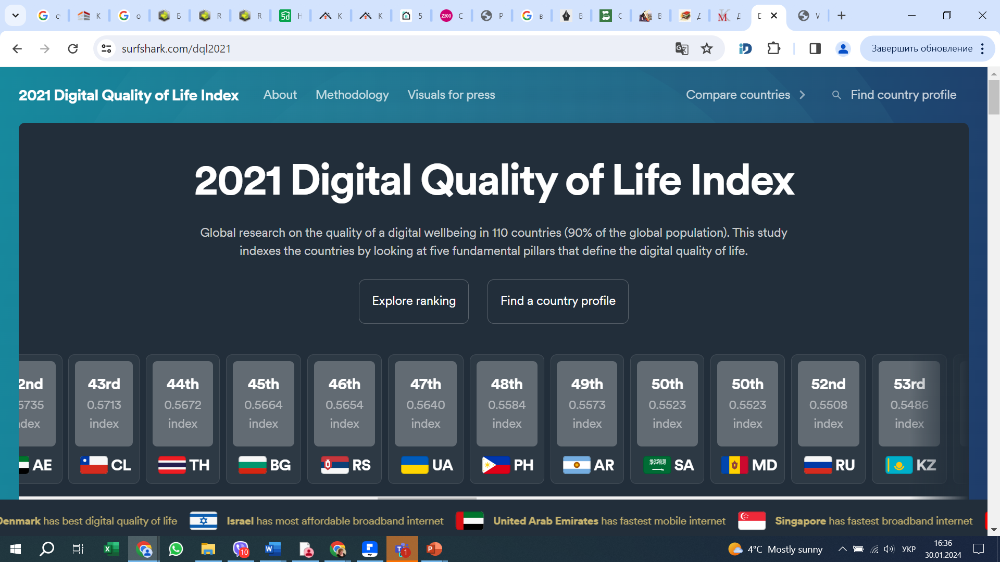 с
K
о
Б
R
R
H
K
K
5
C
P
в
B
C
B
Д
Д
D
V
surfshark.com/dql2021
Завершить обновление
2021 Digital Quality of Life Index
About
Methodology
Visuals for press
Compare countries
Find country profile
2021 Digital Quality of Life Index
Global research on the quality of a digital wellbeing in 110 countries (90% of the global population). This study
indexes the countries by looking at five fundamental pillars that define the digital quality of life.
Explore ranking
Find a country profile
2nd
5735
ndex
AE
43rd
0.5713
index
CL
44th
0.5672
index
TH
45th
0.5664
index
BG
46th
0.5654
index
RS
47th
0.5640
index
UA
48th
0.5584
index
PH
49th
0.5573
index
AR
50th
0.5523
index
SA
50th
0.5523
index
MD
52nd
0.5508
index
RU
53rd
0.5486
index
KZ
Denmark has best digital quality of life
Israel has most affordable broadband internet
United Arab Emirates has fastest mobile internet
Singapore has fastest broadband internet
10
1
4°C Mostly sunny
УКР
16:36
30.01.2024